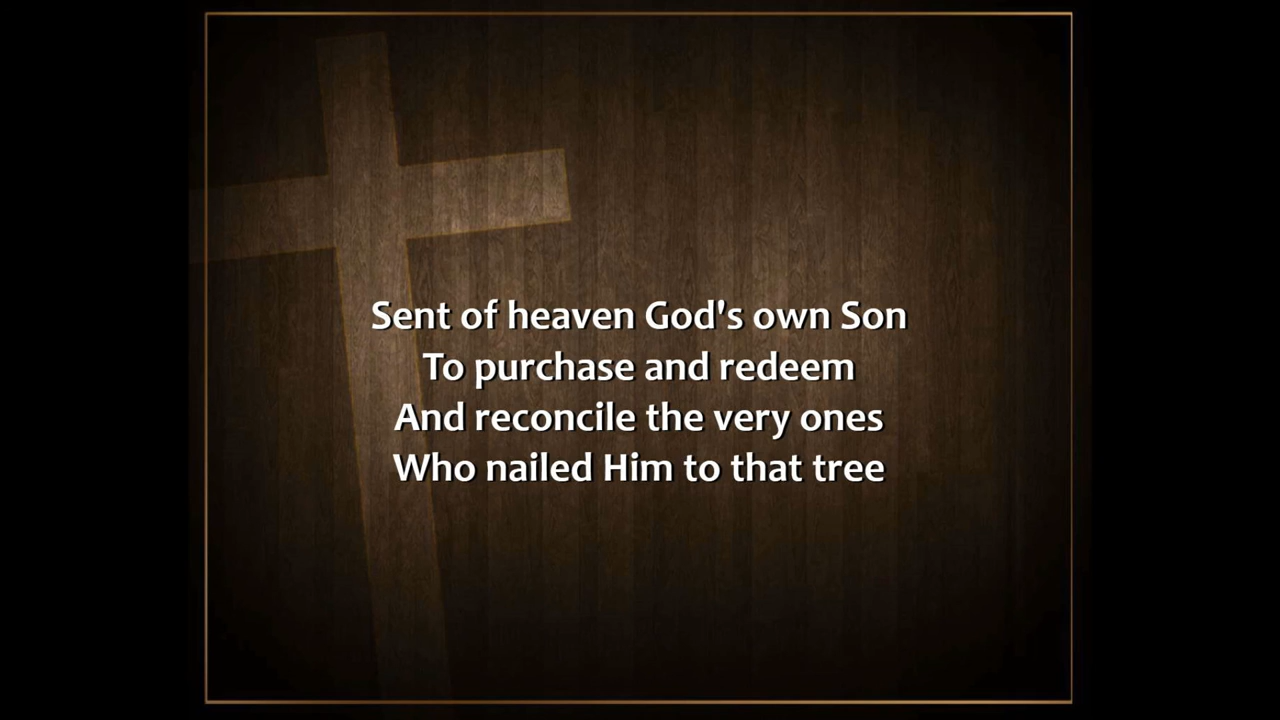 Sent of heaven God's own Son
To purchase and redeem
And reconcile the very ones
Who nailed Him to that tree